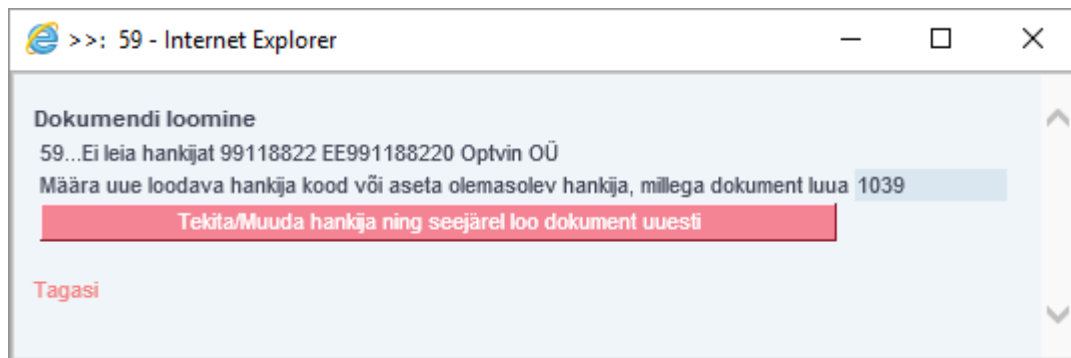 >>: 59 - Internet Explorer
Dokumendi loomine
59...Ei leia hankijat 99118822 EE991188220 Optvin OÜ
Määra uue loodava hankija kood või aseta olemasolev hankija, millega dokument luua 1039
Tekita/Muuda hankija ning seejärel loo dokument uuesti
Tagasi